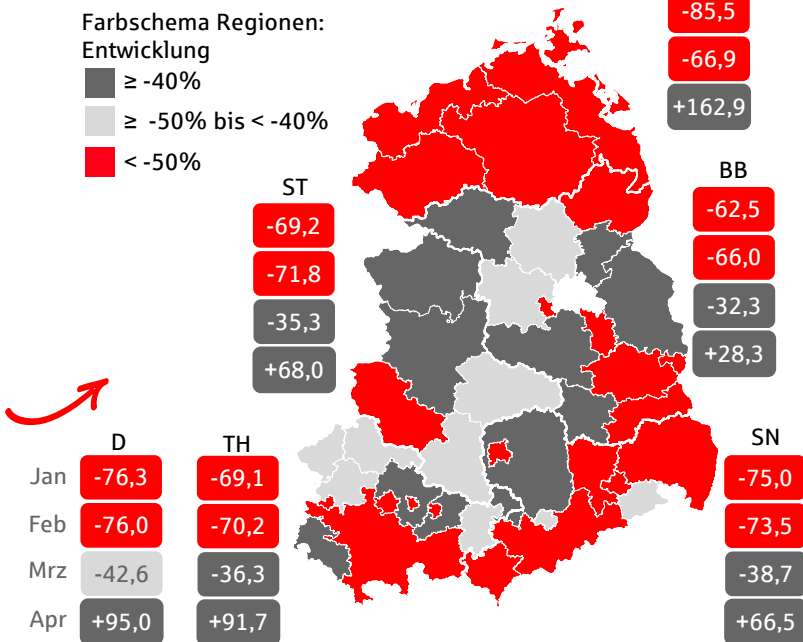 Farbschema Regionen:
Entwicklung
≥ -40%
≥ -50% bis < -40%
< -50%
-85,5
-66,9
+162,9
ST
-69,2
-71,8
-35,3
+68,0
BB
-62,5
-66,0
-32,3
+28,3
D TH SN
Jan -76,3 -69,1 -75,0
Feb -76,0 -70,2 -73,5
Mrz -42,6 -36,3 -38,7
Apr +95,0 +91,7 +66,5